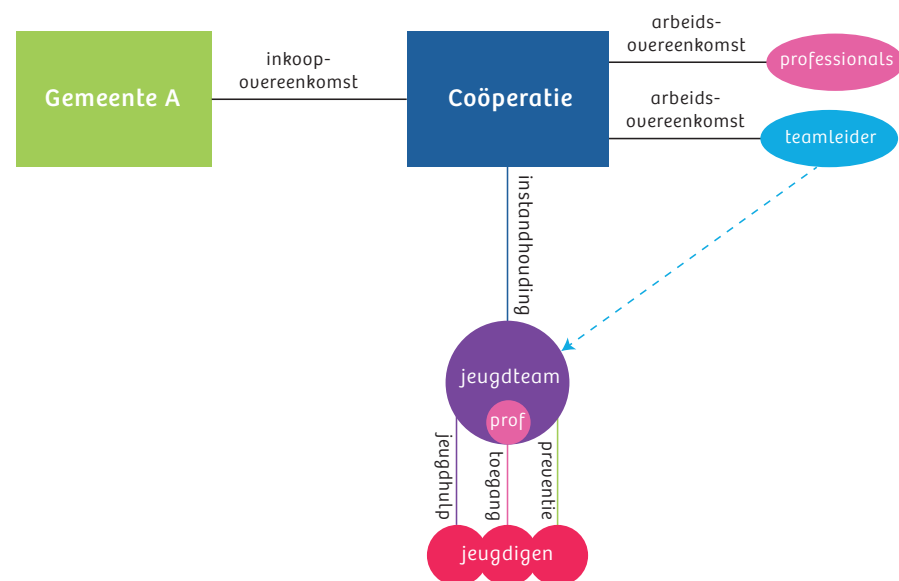 Gemeente A
inkoop-
overeenkomst
Coöperatie
arbeids-
overeenkomst
professionals
arbeids-
overeenkomst
teamleider
instandhouding
jeugdteam
prof
jeugdhulp
toegang
preventie
jeugdigen